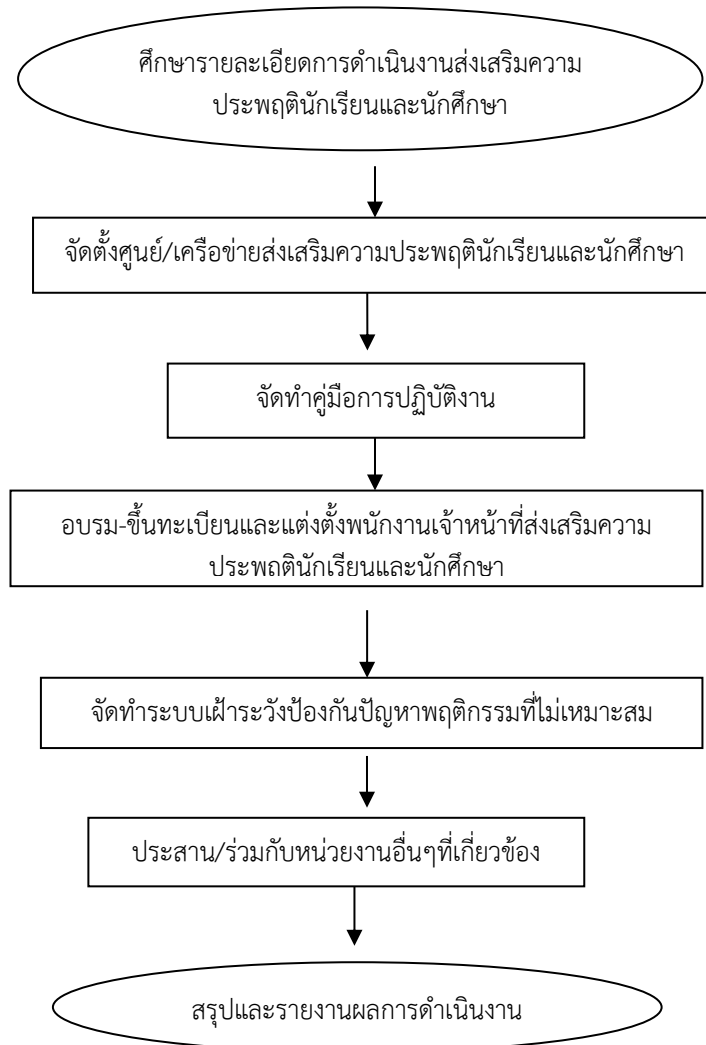 ศึกษารายละเอียดการดำเนินงานส่งเสริมความ
ประพฤตินักเรียนและนักศึกษา
จัดตั้งศูนย์/เครือข่ายส่งเสริมความประพฤตินักเรียนและนักศึกษา
จัดทำคู่มือการปฏิบัติงาน
อบรม-ขึ้นทะเบียนและแต่งตั้งพนักงานเจ้าหน้าที่ส่งเสริมความ
ประพถตินักเรียนและนักศึกษา
จัดทำระบบเฝ้าระวังป้องกันปัญหาพฤติกรรมที่ไม่เหมาะสม
ประสาน/ร่วมกับหน่วยงานอื่นๆที่เกี่ยวข้อง
สรุปและรายงานผลการดำเนินงาน